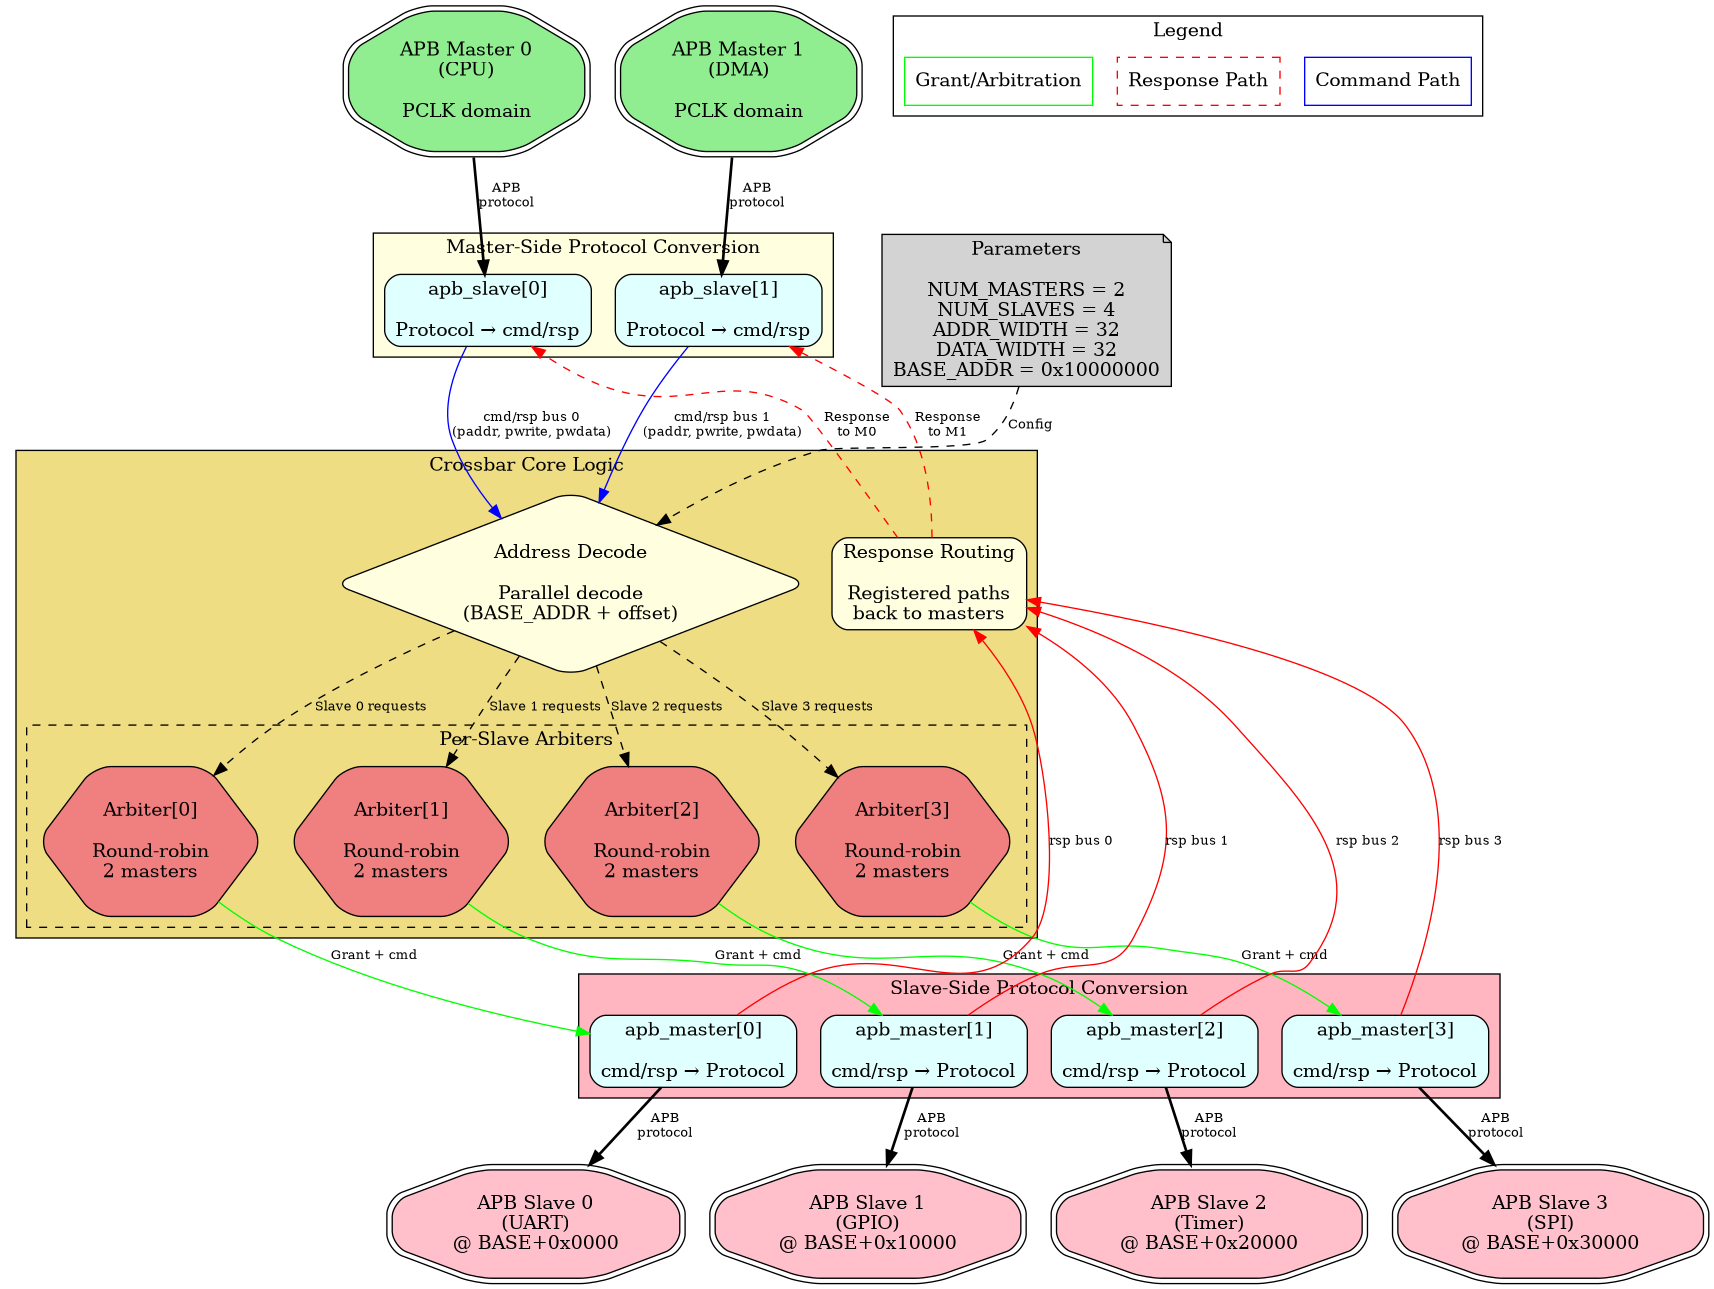 APB Master 0
(CPU)
PCLK domain
APB Master 1
(DMA)
PCLK domain
Legend
Grant/Arbitration
Response Path
Command Path
APB
protocol
APB
protocol
Master-Side Protocol Conversion
apb_slave[0]
Protocol → cmd/rsp
apb_slave[1]
Protocol → cmd/rsp
Parameters
NUM_MASTERS = 2
NUM_SLAVES = 4
ADDR_WIDTH = 32
DATA_WIDTH = 32
BASE_ADDR = 0x10000000
cmd/rsp bus 0
(paddr, pwrite, pwdata)
cmd/rsp bus 1
(paddr, pwrite, pwdata)
Response
to M0
Response
to M1
Config
Crossbar Core Logic
Address Decode
Parallel decode
(BASE_ADDR + offset)
Response Routing
Registered paths
back to masters
Slave 0 requests
Slave 1 requests
Slave 2 requests
Slave 3 requests
Per-Slave Arbiters
Arbiter[0]
Round-robin
2 masters
Arbiter[1]
Round-robin
2 masters
Arbiter[2]
Round-robin
2 masters
Arbiter[3]
Round-robin
2 masters
rsp bus 0
rsp bus 1
rsp bus 2
rsp bus 3
Grant + cmd
Grant + cmd
Grant + cmd
Grant + cmd
Slave-Side Protocol Conversion
apb_master[0]
cmd/rsp → Protocol
apb_master[1]
cmd/rsp → Protocol
apb_master[2]
cmd/rsp → Protocol
apb_master[3]
cmd/rsp → Protocol
APB
protocol
APB
protocol
APB
protocol
APB
protocol
APB Slave 0
(UART)
@ BASE+0x0000
APB Slave 1
(GPIO)
@ BASE+0x10000
APB Slave 2
(Timer)
@ BASE+0x20000
APB Slave 3
(SPI)
@ BASE+0x30000